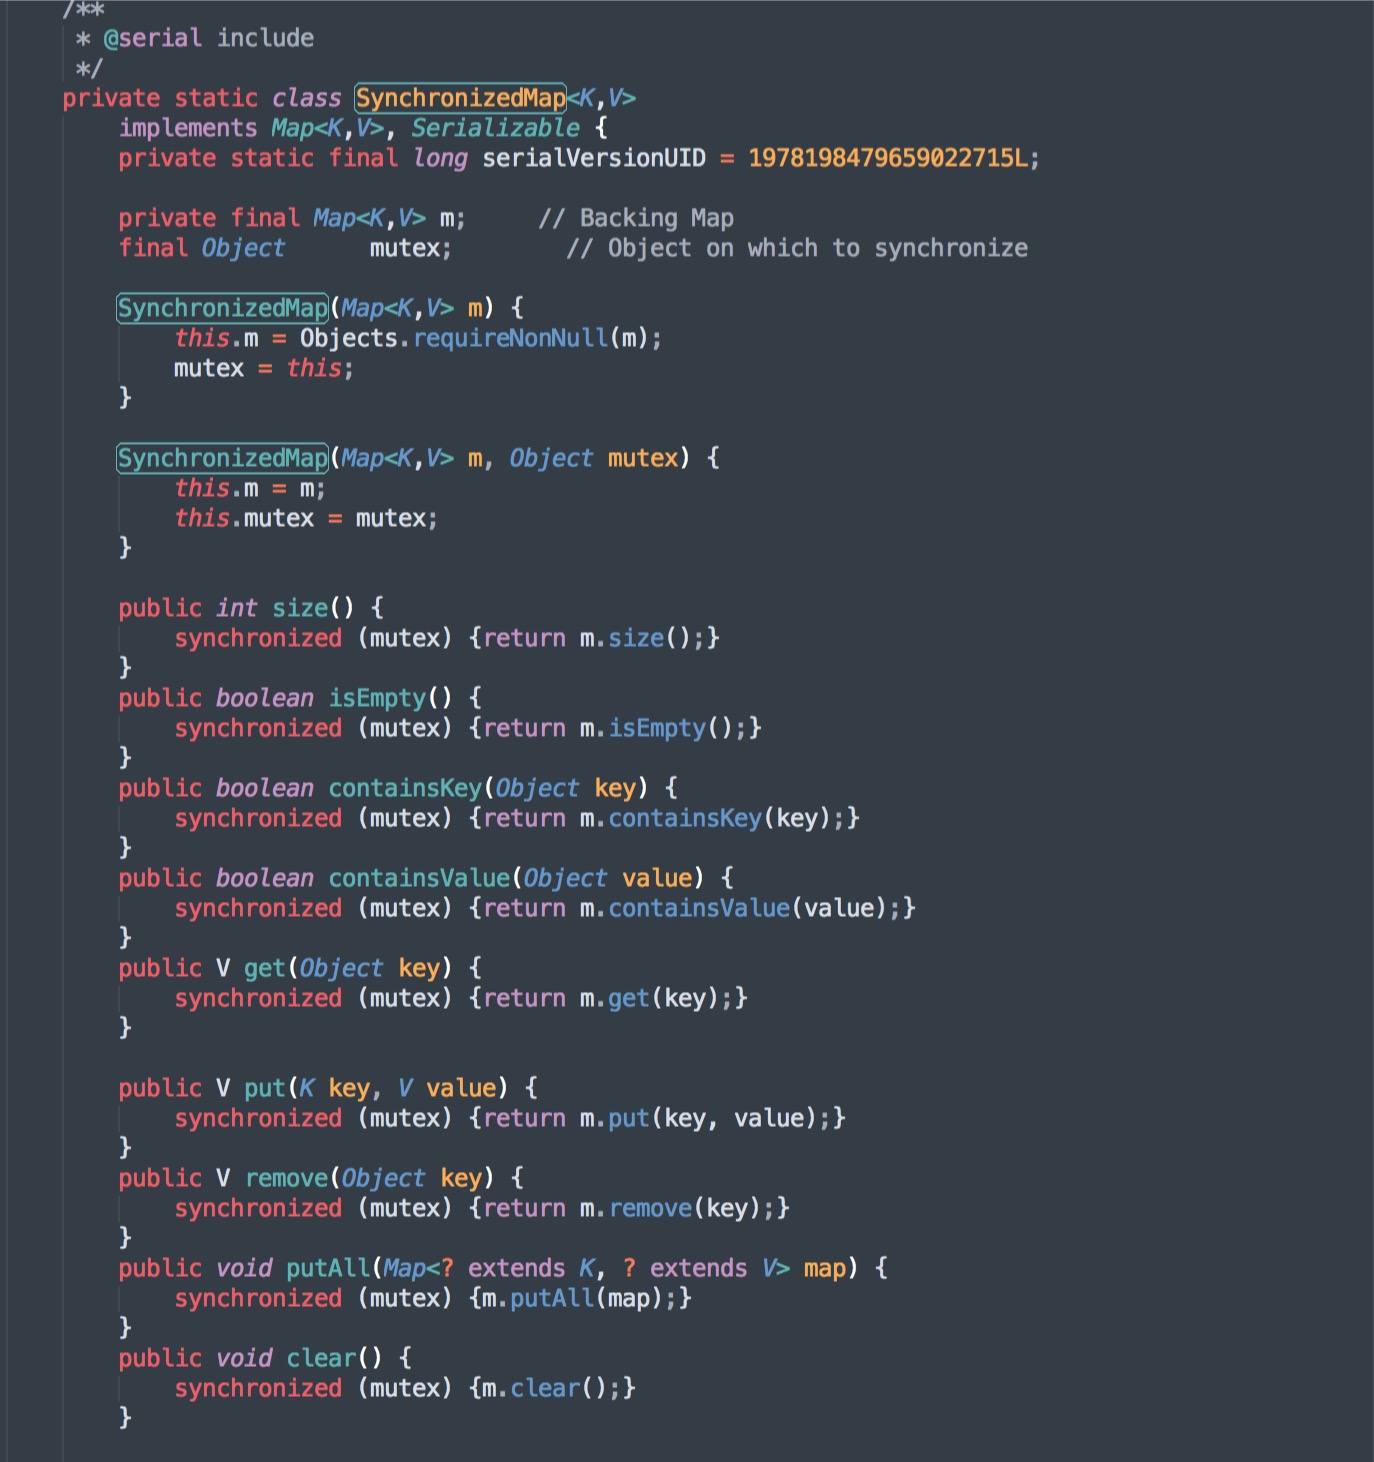 /**
 * @serial include
 */
private static class SynchronizedMap<K,V>
    implements Map<K,V>, Serializable {
    private static final long serialVersionUID = 1978198479659022715L;

    private final Map<K,V> m;     // Backing Map
    final Object      mutex;        // Object on which to synchronize

    SynchronizedMap(Map<K,V> m) {
        this.m = Objects.requireNonNull(m);
        mutex = this;
    }

    SynchronizedMap(Map<K,V> m, Object mutex) {
        this.m = m;
        this.mutex = mutex;
    }

    public int size() {
        synchronized (mutex) {return m.size();}
    }
    public boolean isEmpty() {
        synchronized (mutex) {return m.isEmpty();}
    }
    public boolean containsKey(Object key) {
        synchronized (mutex) {return m.containsKey(key);}
    }
    public boolean containsValue(Object value) {
        synchronized (mutex) {return m.containsValue(value);}
    }
    public V get(Object key) {
        synchronized (mutex) {return m.get(key);}
    }

    public V put(K key, V value) {
        synchronized (mutex) {return m.put(key, value);}
    }
    public V remove(Object key) {
        synchronized (mutex) {return m.remove(key);}
    }
    public void putAll(Map<? extends K, ? extends V> map) {
        synchronized (mutex) {m.putAll(map);}
    }
    public void clear() {
        synchronized (mutex) {m.clear();}
    }